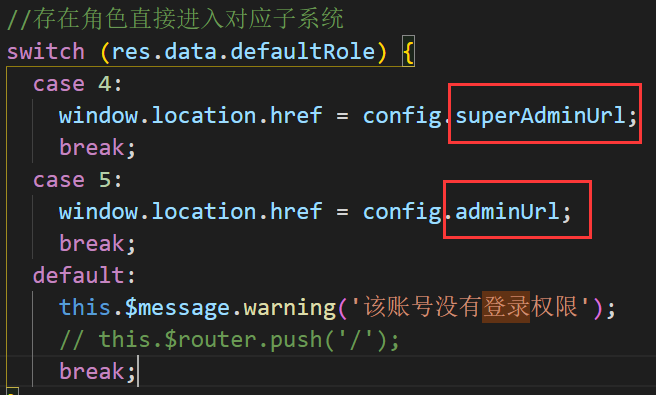 //存在角色直接进入对应子系统
switch (res.data.defaultRole) {
case 4:
window.location.href = config.superAdminUrl;
break;
case 5:
window.location.href = config.adminUrl;
break;
default:
this.$message.warning('该账号没有登录权限');
// this.$router.push('/');
break;
}